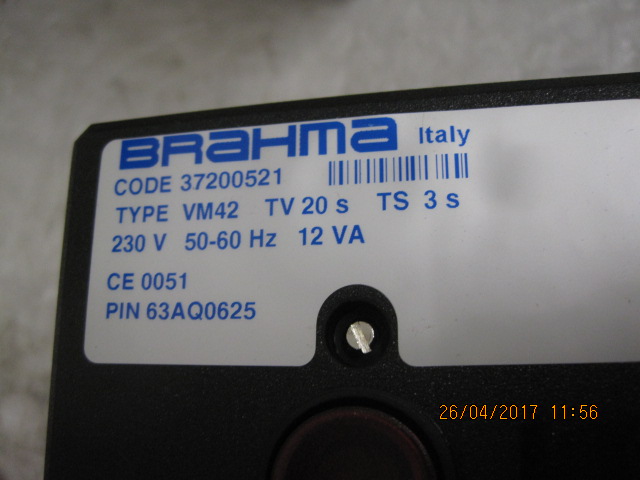 BRAHMA Italy
CODE 37200521
TYPE VM42 TV 20 s TS 3 s
230 V 50-60 Hz 12 VA
CE 0051
PIN 63AQ0625
26/04/2017 11:56